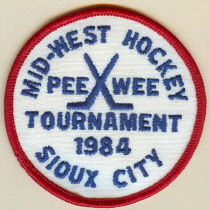 MID-WEST HOCKEY
PEE WEE
TOURNAMENT
1984
SIOUX CITY